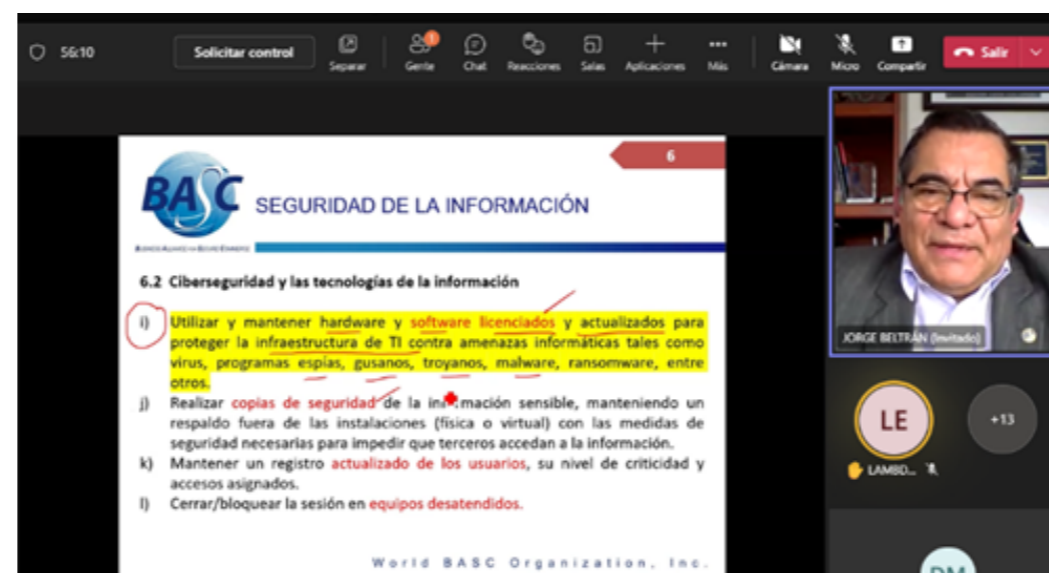 56:10
Solicitar control
Separar
Gente
1
Chat
Reacciones
Salas
Aplicaciones
Más
Cámara
Micro
Compartir
Salir
6
BASC
SEGURIDAD DE LA INFORMACIÓN
BUSINESS ALLIANCE FOR SECURE COMMERCE
6.2 Ciberseguridad y las tecnologías de la información
i) Utilizar y mantener hardware y software licenciados y actualizados para
proteger la infraestructura de TI contra amenazas informáticas tales como
virus, programas espías, gusanos, troyanos, malware, ransomware, entre
otros.
j) Realizar copias de seguridad de la información sensible, manteniendo un
respaldo fuera de las instalaciones (física o virtual) con las medidas de
seguridad necesarias para impedir que terceros accedan a la información.
k) Mantener un registro actualizado de los usuarios, su nivel de criticidad y
accesos asignados.
l) Cerrar/bloquear la sesión en equipos desatendidos.
World BASC Organization, Inc.
JORGE BELTRÁN (Invitado)
LE
+13
LAMBD...
DM